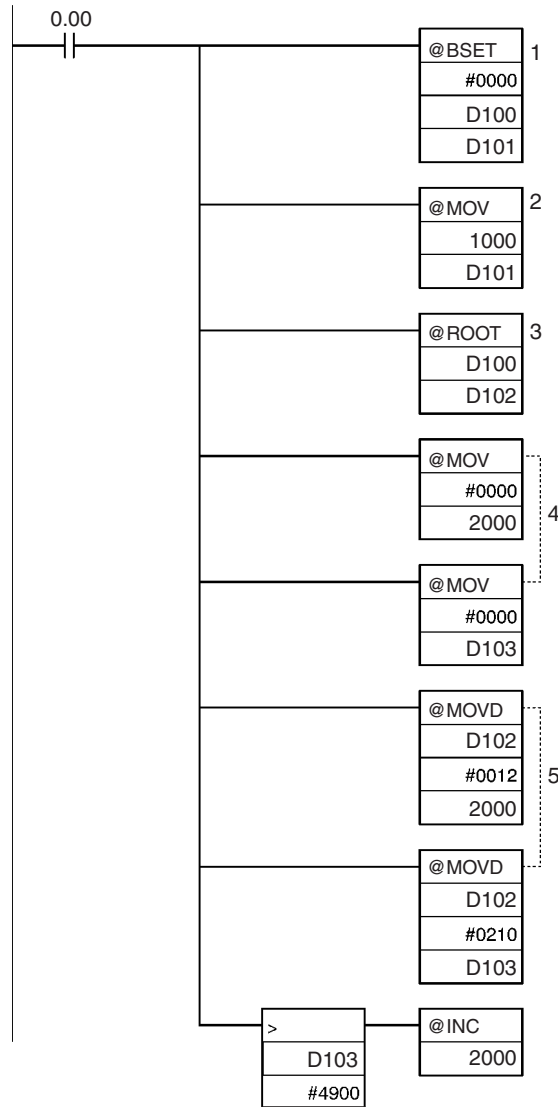 0.00
@BSET
1
#0000
D100
D101
@MOV
2
1000
D101
@ROOT
3
D100
D102
@MOV
#0000
2000
4
@MOV
#0000
D103
@MOVD
D102
#0012
2000
5
@MOVD
D102
#0210
D103
>
D103
#4900
@INC
2000